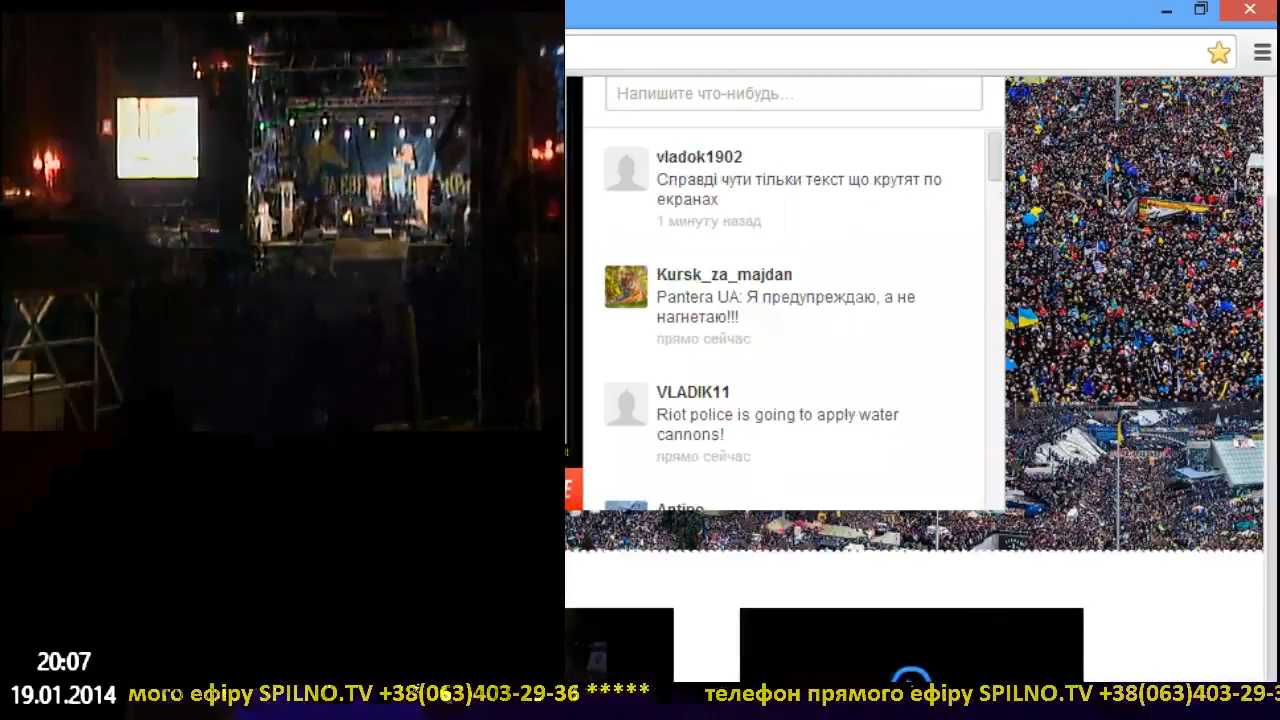 Напишите что-нибудь...
vladok1902
Справді чути тільки текст що крутят по
екранах
1 минуту назад
Kursk_za_majdan
Pantera UA: Я предупреждаю, а не
нагнетаю!!!
прямо сейчас
VLADIK11
Riot police is going to apply water
cannons!
прямо сейчас
20:07
19.01.2014
мого ефіру SPILNO.TV +38(063)403-29-36 ***** телефон прямого ефіру SPILNO.TV +38(063)403-29-3